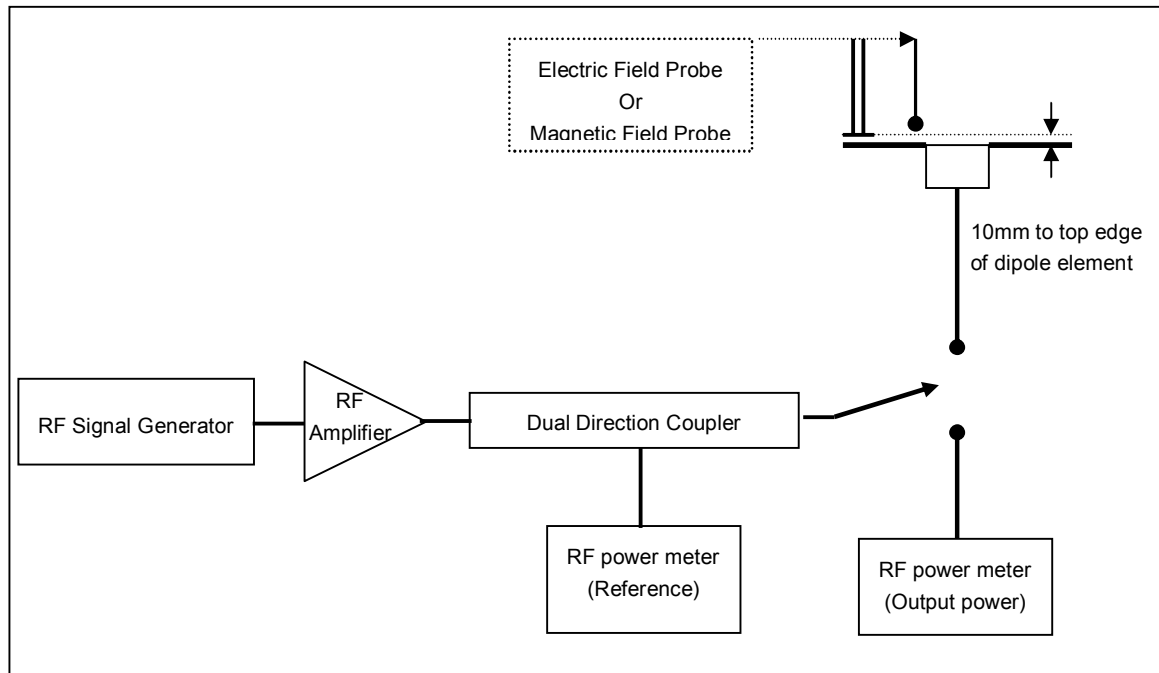 Electric Field Probe
Or
Magnetic Field Probe
10mm to top edge
of dipole element
RF Signal Generator
RF
Amplifier
Dual Direction Coupler
RF power meter
(Reference)
RF power meter
(Output power)